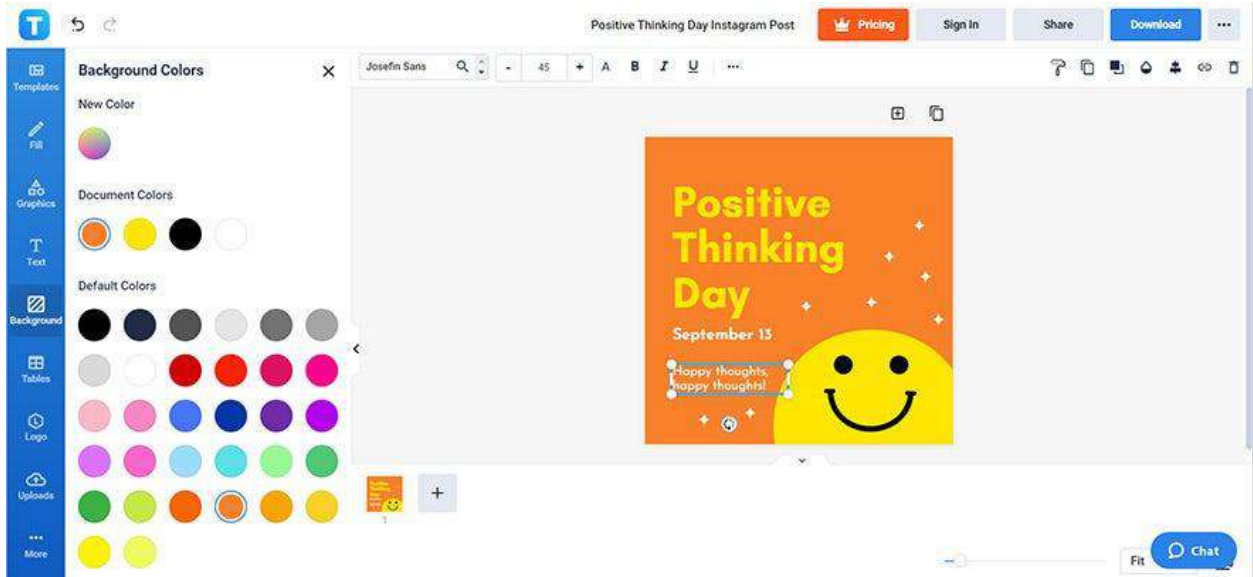 T
Positive Thinking Day Instagram Post
Pricing
Sign In
Share
Download
Templates
Fill
Graphics
T
Text
Background
Tables
Logo
Uploads
More
Background Colors
New Color
Document Colors
Default Colors
Josefin Sans
- 45 + A B I U
Positive
Thinking
Day
September 13
Happy thoughts,
happy thoughts!
1
Fit
Chat